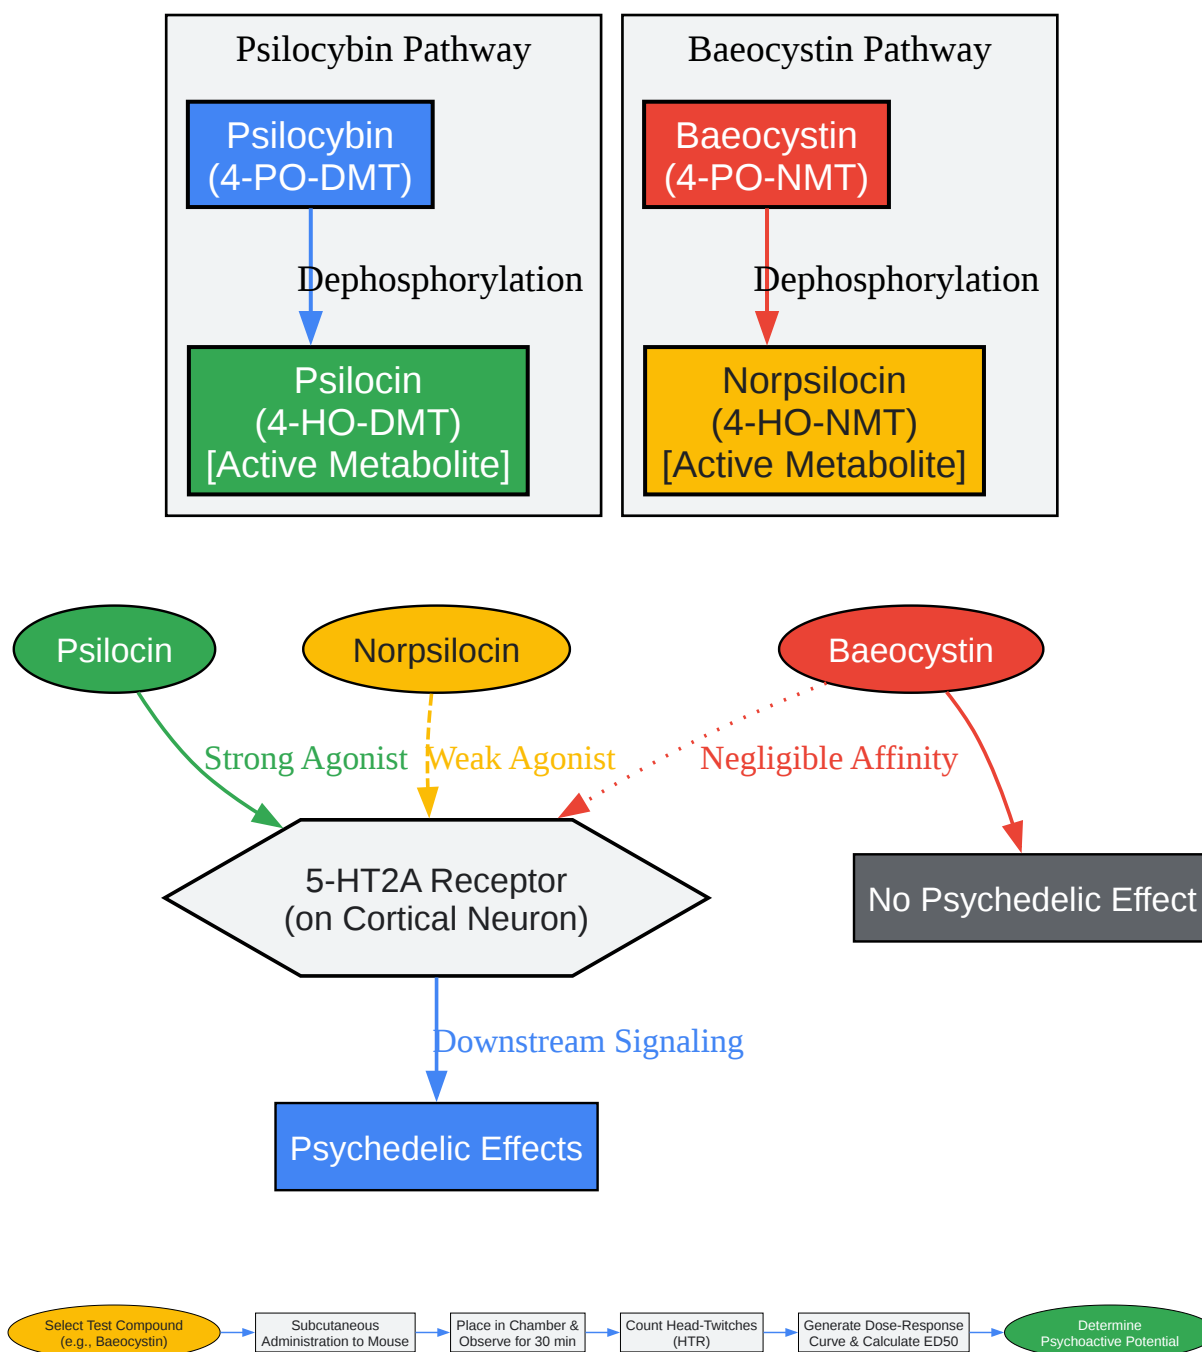 Psilocybin Pathway
Baeocystin Pathway
Psilocybin
(4-PO-DMT)
Baeocystin
(4-PO-NMT)
Dephosphorylation
Dephosphorylation
Psilocin
(4-HO-DMT)
[Active Metabolite]
Norpsilocin
(4-HO-NMT)
[Active Metabolite]
Psilocin
Norpsilocin
Baeocystin
Strong Agonist
Weak Agonist
Negligible Affinity
5-HT2A Receptor
(on Cortical Neuron)
No Psychedelic Effect
Downstream Signaling
Psychedelic Effects
Select Test Compound
(e.g., Baeocystin)
Subcutaneous
Administration to Mouse
Place in Chamber &
Observe for 30 min
Count Head-Twitches
(HTR)
Generate Dose-Response
Curve & Calculate ED50
Determine
Psychoactive Potential